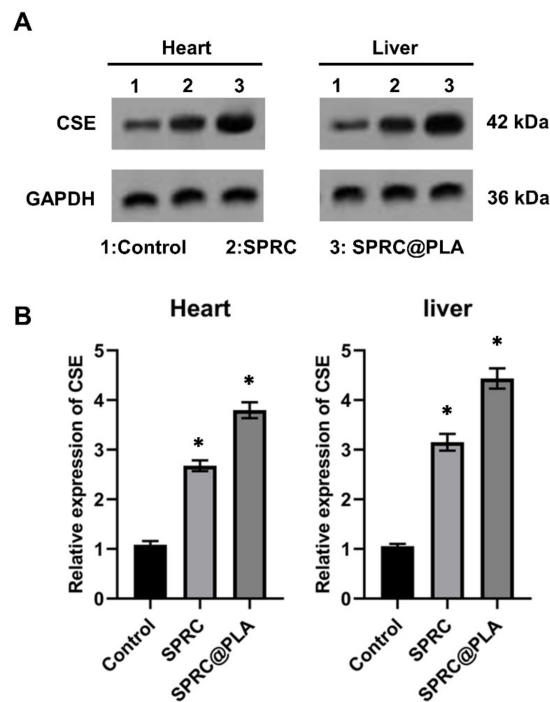 A
Heart
Liver
1 2 3
1 2 3
CSE
42 kDa
GAPDH
36 kDa
1:Control 2:SPRC 3: SPRC@PLA
B
Heart
liver
Relative expression of CSE
5
4
3
2
1
0
*
*
Control
SPRC
SPRC@PLA
Relative expression of CSE
5
4
3
2
1
0
*
*
Control
SPRC
SPRC@PLA